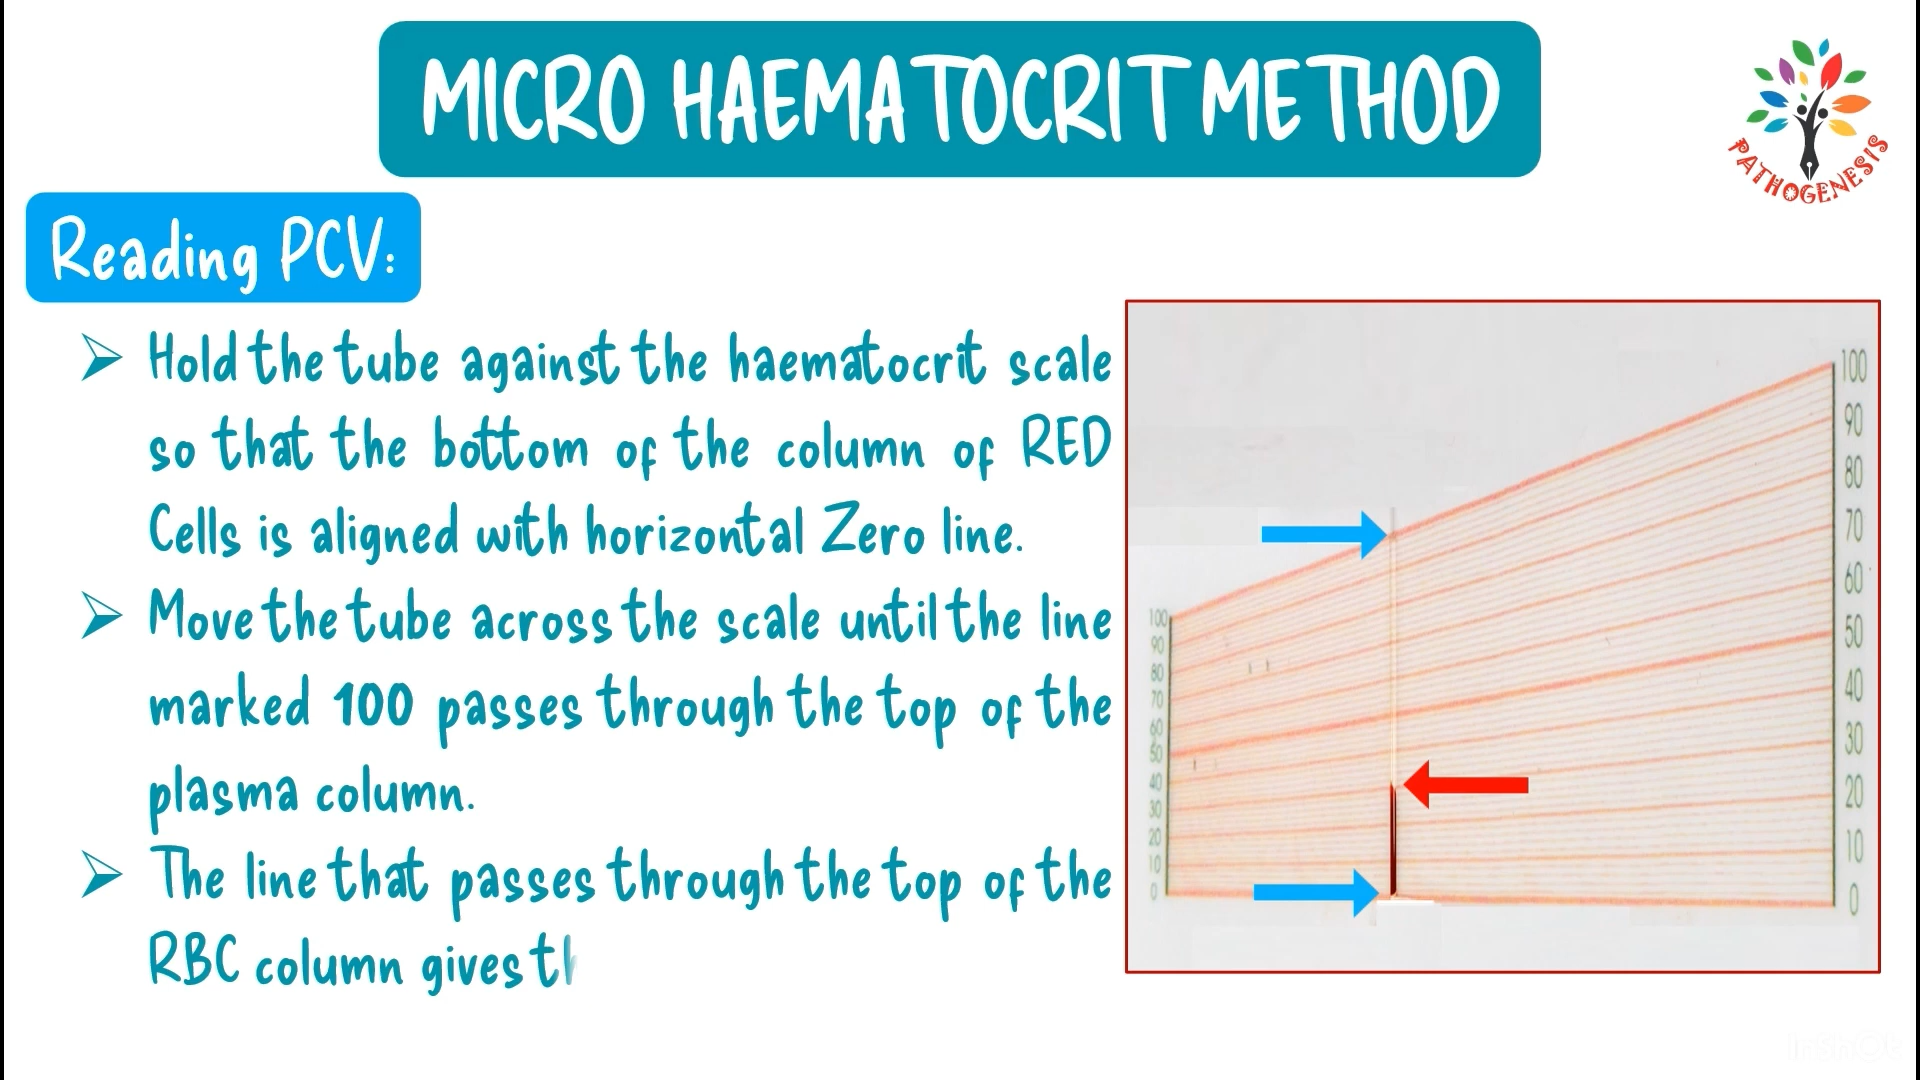 MICRO HAEMATOCRIT METHOD
PATHOGENESIS
Reading PCV:
Hold the tube against the haematocrit scale
so that the bottom of the column of RED
Cells is aligned with horizontal Zero line.
Move the tube across the scale until the line
marked 100 passes through the top of the
plasma column.
The line that passes through the top of the
RBC column gives th
100
90
80
70
60
50
40
30
20
10
0
100
90
80
70
60
50
40
30
20
10
0
InShOt